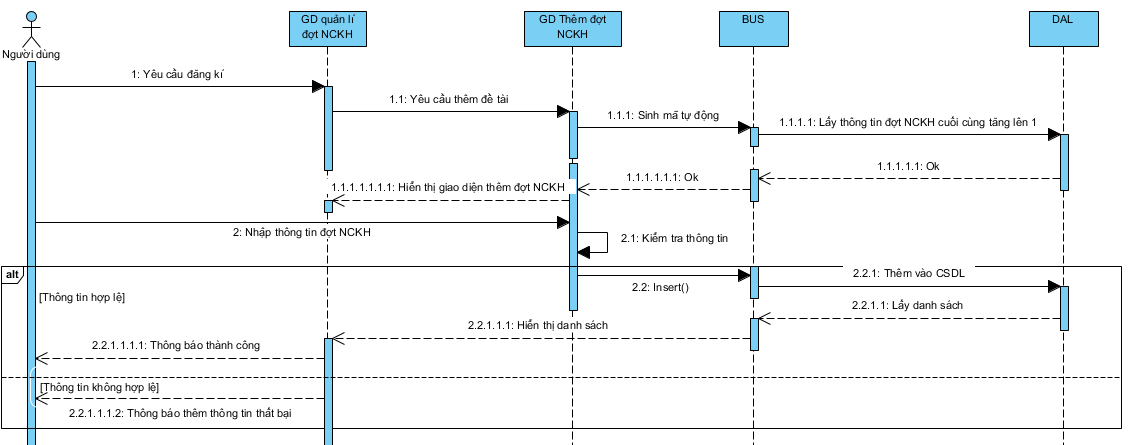 GD quản lí
đợt NCKH
GD Thêm đợt
NCKH
BUS
DAL
Người dùng
1: Yêu cầu đăng kí
1.1: Yêu cầu thêm đề tài
1.1.1: Sinh mã tự động
1.1.1.1: Lấy thông tin đợt NCKH cuối cùng tăng lên 1
1.1.1.1.1: Ok
1.1.1.1.1.1: Ok
1.1.1.1.1.1.1: Hiển thị giao diện thêm đợt NCKH
2: Nhập thông tin đợt NCKH
2.1: Kiểm tra thông tin
alt
2.2.1: Thêm vào CSDL
2.2: Insert()
[Thông tin hợp lệ]
2.2.1.1: Lấy danh sách
2.2.1.1.1: Hiển thị danh sách
2.2.1.1.1.1: Thông báo thành công
[Thông tin không hợp lệ]
2.2.1.1.1.2: Thông báo thêm thông tin thất bại